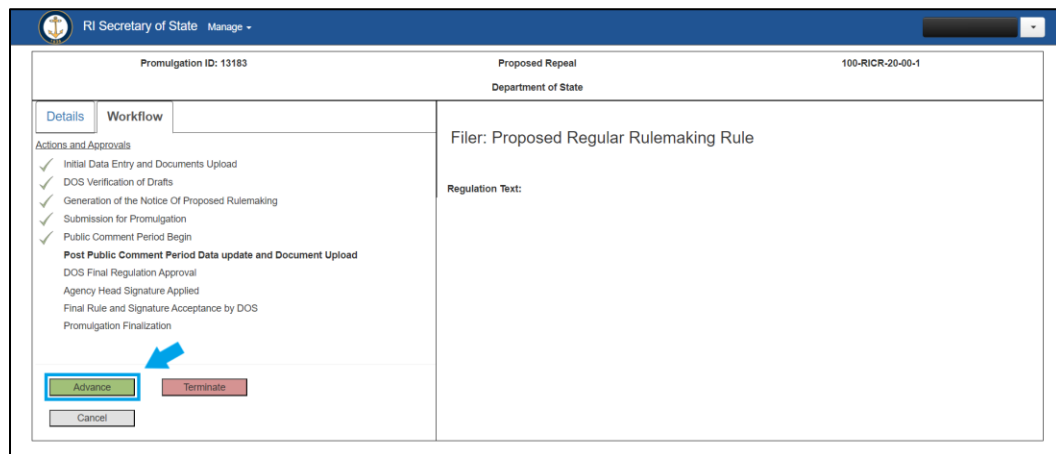 RI Secretary of State Manage
Promulgation ID: 13183 Proposed Repeal 100-RICR-20-00-1
Department of State
Details Workflow
Actions and Approvals
Initial Data Entry and Documents Upload
DOS Verification of Drafts
Generation of the Notice Of Proposed Rulemaking
Submission for Promulgation
Public Comment Period Begin
Post Public Comment Period Data update and Document Upload
DOS Final Regulation Approval
Agency Head Signature Applied
Final Rule and Signature Acceptance by DOS
Promulgation Finalization
Advance Terminate
Cancel
Filer: Proposed Regular Rulemaking Rule
Regulation Text: